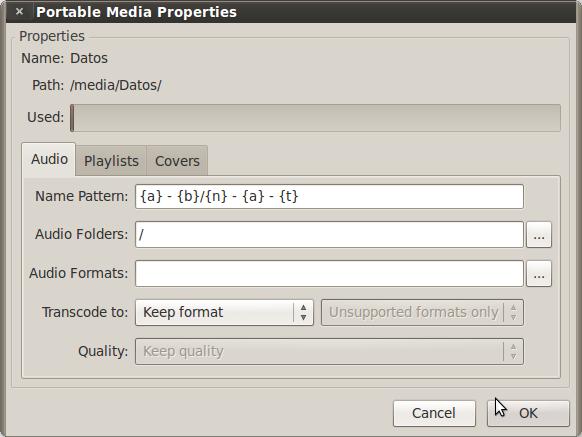 Portable Media Properties
Properties
Name: Datos
Path: /media/Datos/
Used:
Audio Playlists Covers
Name Pattern: {a} - {b}/{n} - {a} - {t}
Audio Folders: / ...
Audio Formats: ...
Transcode to: Keep format Unsupported formats only
Quality: Keep quality
Cancel OK